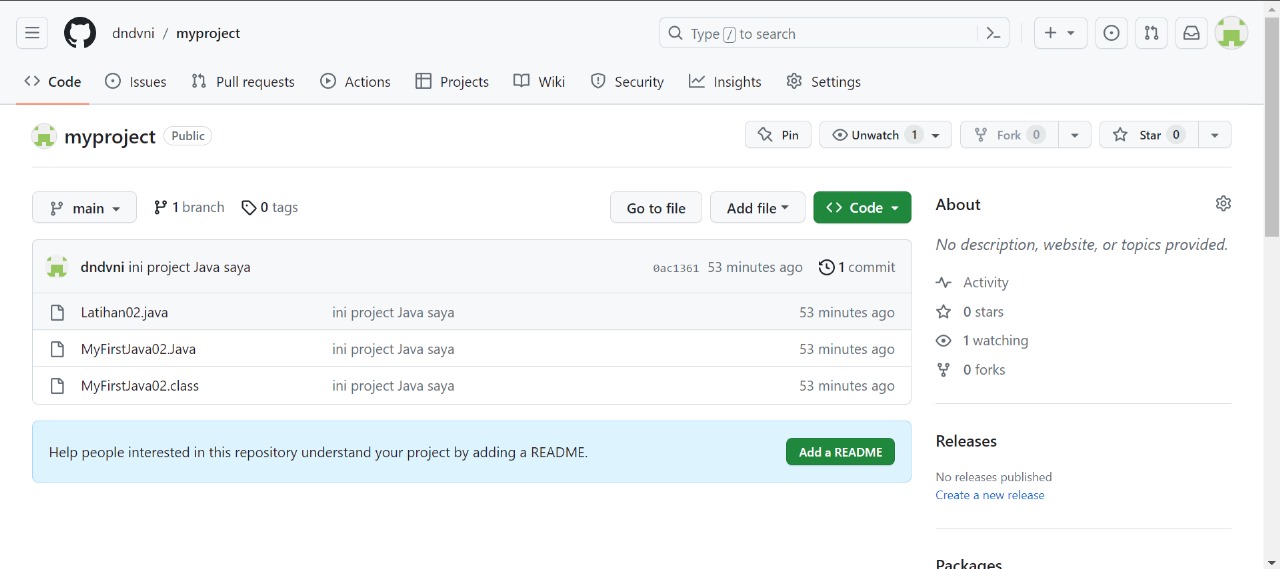 dndvni / myproject
Type / to search
Code Issues Pull requests Actions Projects Wiki Security Insights Settings
myproject Public
Pin Unwatch 1 Fork 0 Star 0
main 1 branch 0 tags Go to file Add file Code
dndvni ini project Java saya 0ac1361 53 minutes ago 1 commit
Latihan02.java ini project Java saya 53 minutes ago
MyFirstJava02.Java ini project Java saya 53 minutes ago
MyFirstJava02.class ini project Java saya 53 minutes ago
Help people interested in this repository understand your project by adding a README. Add a README
About
No description, website, or topics provided.
Activity
0 stars
1 watching
0 forks
Releases
No releases published
Create a new release
Packages